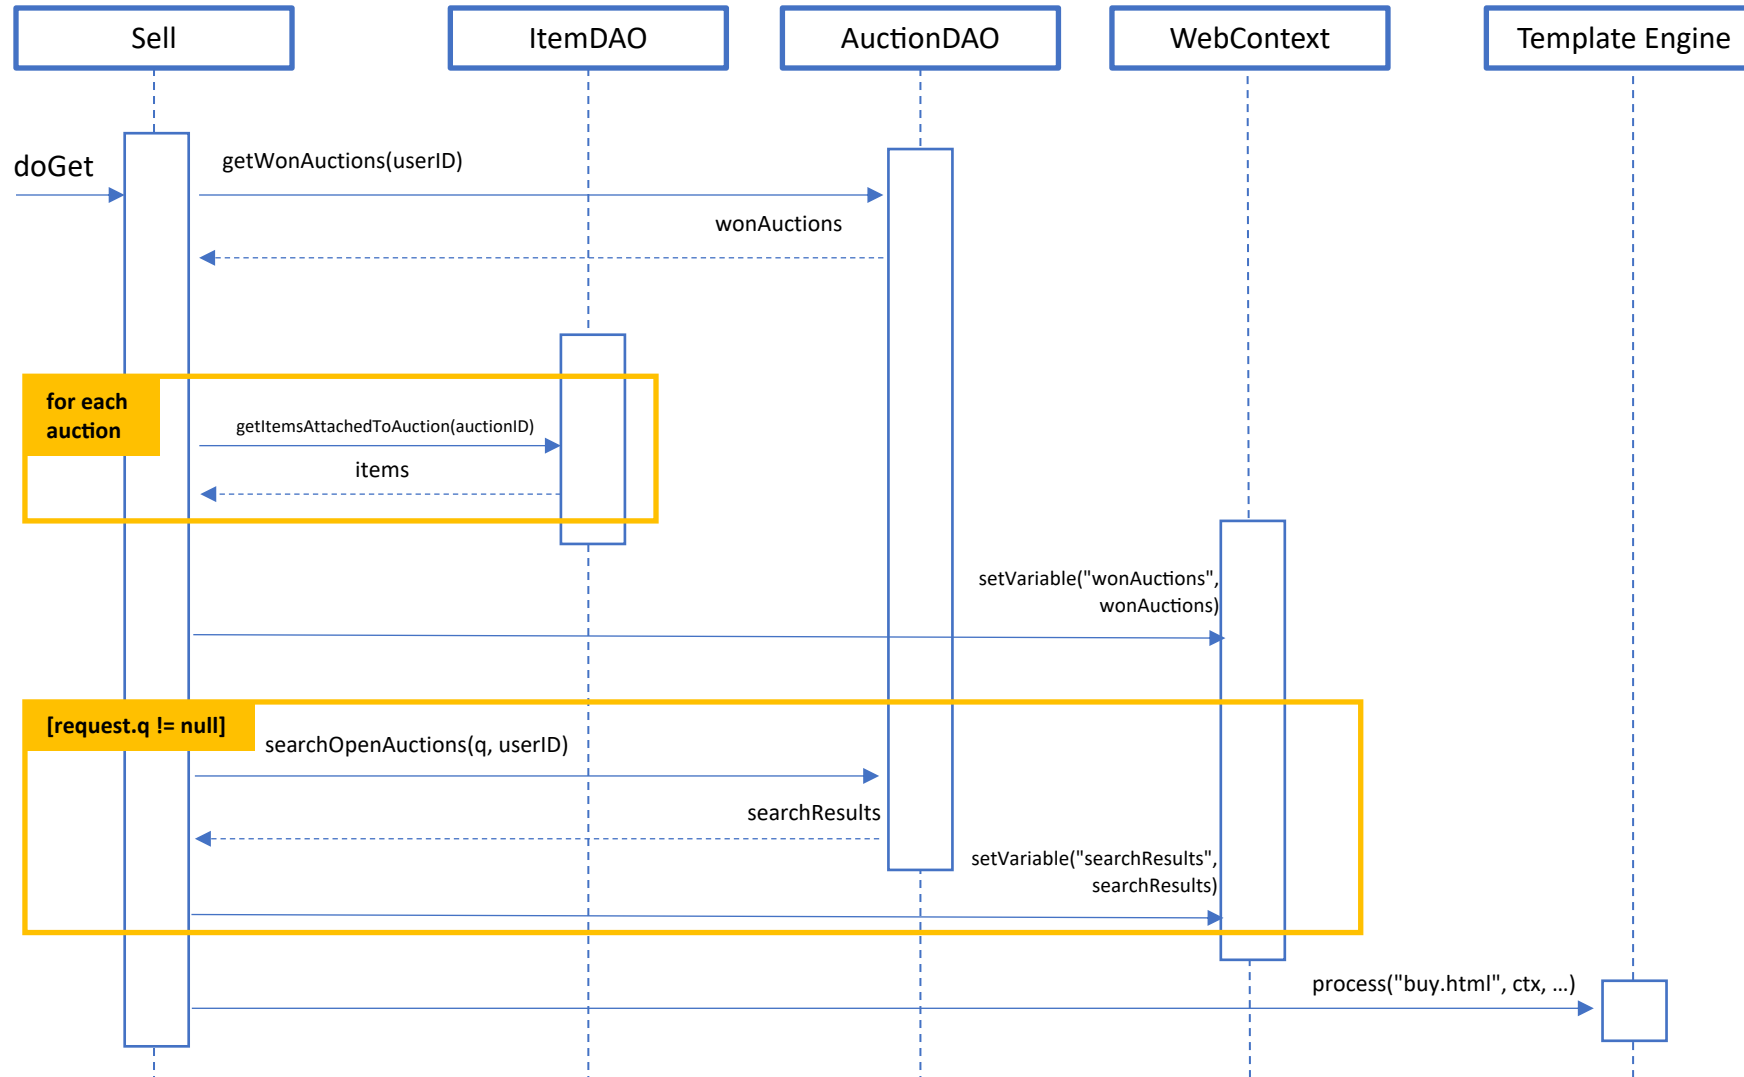 Sell
ItemDAO
AuctionDAO
WebContext
Template Engine
doGet
getWonAuctions(userID)
wonAuctions
for each
auction
getItemsAttachedToAuction(auctionID)
items
setVariable("wonAuctions",
wonAuctions)
[request.q != null]
searchOpenAuctions(q, userID)
searchResults
setVariable("searchResults",
searchResults)
process("buy.html", ctx, …)